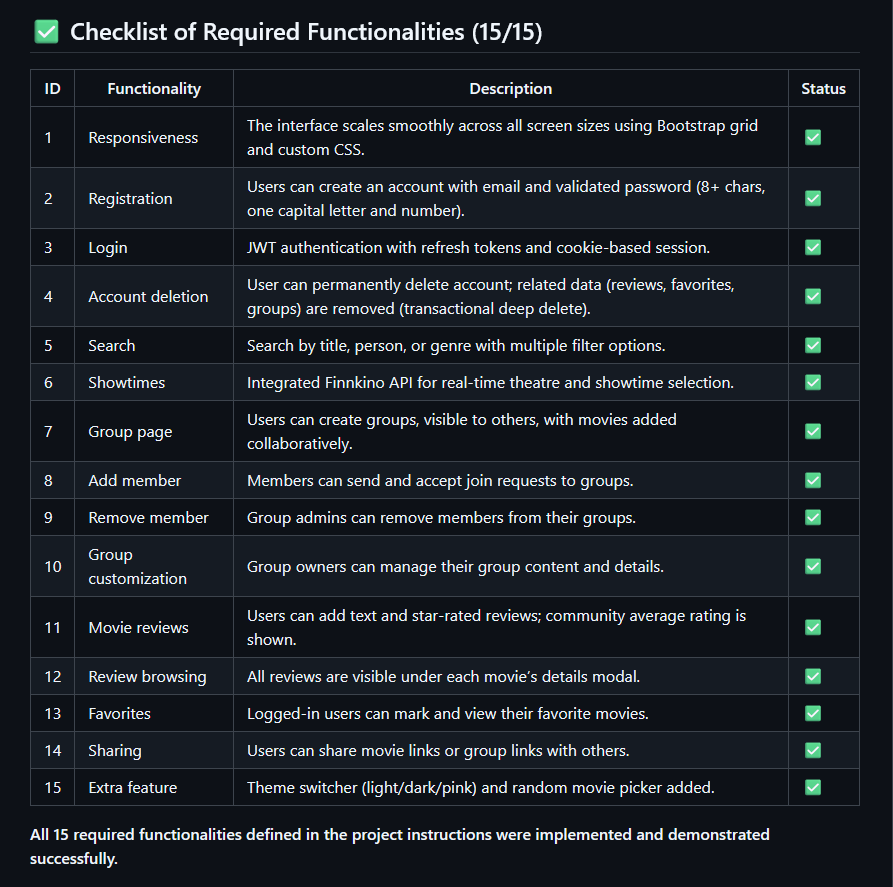 ✅ Checklist of Required Functionalities (15/15)
ID Functionality Description Status
1 Responsiveness The interface scales smoothly across all screen sizes using Bootstrap grid
and custom CSS. ✅
2 Registration Users can create an account with email and validated password (8+ chars,
one capital letter and number). ✅
3 Login JWT authentication with refresh tokens and cookie-based session. ✅
4 Account deletion User can permanently delete account; related data (reviews, favorites,
groups) are removed (transactional deep delete). ✅
5 Search Search by title, person, or genre with multiple filter options. ✅
6 Showtimes Integrated Finnkino API for real-time theatre and showtime selection. ✅
7 Group page Users can create groups, visible to others, with movies added
collaboratively. ✅
8 Add member Members can send and accept join requests to groups. ✅
9 Remove member Group admins can remove members from their groups. ✅
10 Group
customization Group owners can manage their group content and details. ✅
11 Movie reviews Users can add text and star-rated reviews; community average rating is
shown. ✅
12 Review browsing All reviews are visible under each movie's details modal. ✅
13 Favorites Logged-in users can mark and view their favorite movies. ✅
14 Sharing Users can share movie links or group links with others. ✅
15 Extra feature Theme switcher (light/dark/pink) and random movie picker added. ✅
All 15 required functionalities defined in the project instructions were implemented and demonstrated
successfully.